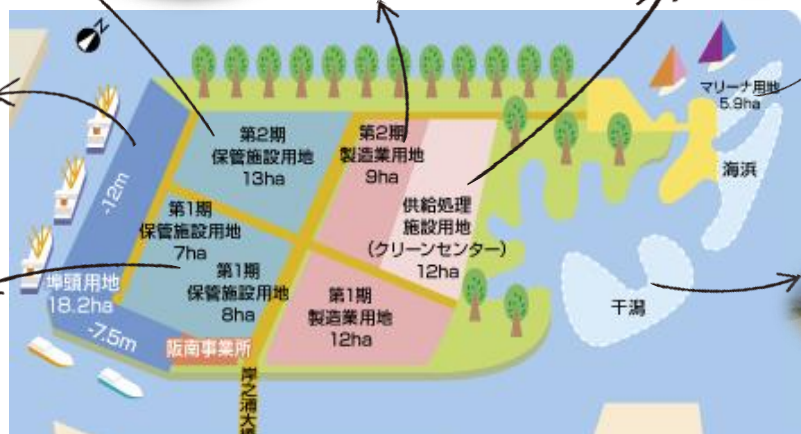 N
マリーナ用地
5.9ha
海浜
第2期
保管施設用地
13ha
第2期
製造業用地
9ha
-12m
供給処理
施設用地
(クリーンセンター)
12ha
第1期
保管施設用地
7ha
第1期
保管施設用地
8ha
埠頭用地
18.2ha
第1期
製造業用地
12ha
干潟
-7.5m
阪南事業所
岸之浦大橋